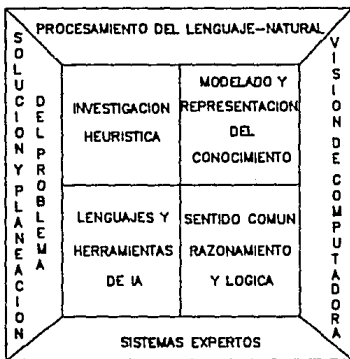 PROCESAMIENTO DEL LENGUAJE-NATURAL
SOLUCION Y PLANEACION
DEL PROBLEMA
INVESTIGACION
HEURISTICA
MODELADO Y
REPRESENTACION
DEL
CONOCIMIENTO
LENGUAJES Y
HERRAMIENTAS
DE IA
SENTIDO COMUN
RAZONAMIENTO
Y LOGICA
VISION DE COMPUTADORA
SISTEMAS EXPERTOS